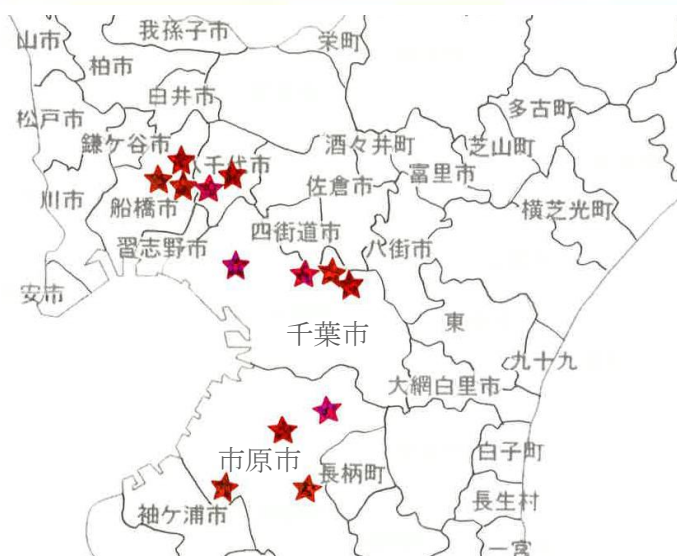 我孫子市
栄町
山市
柏市
白井市
多古町
松戸市
鎌ケ谷市
八千代市
酒々井町
芝山町
富里市
佐倉市
川市
船橋市
横芝光町
四街道市
習志野市
八街市
安市
千葉市
東
九十九
大網白里市
白子町
市原市
長柄町
長生村
袖ケ浦市
一宮